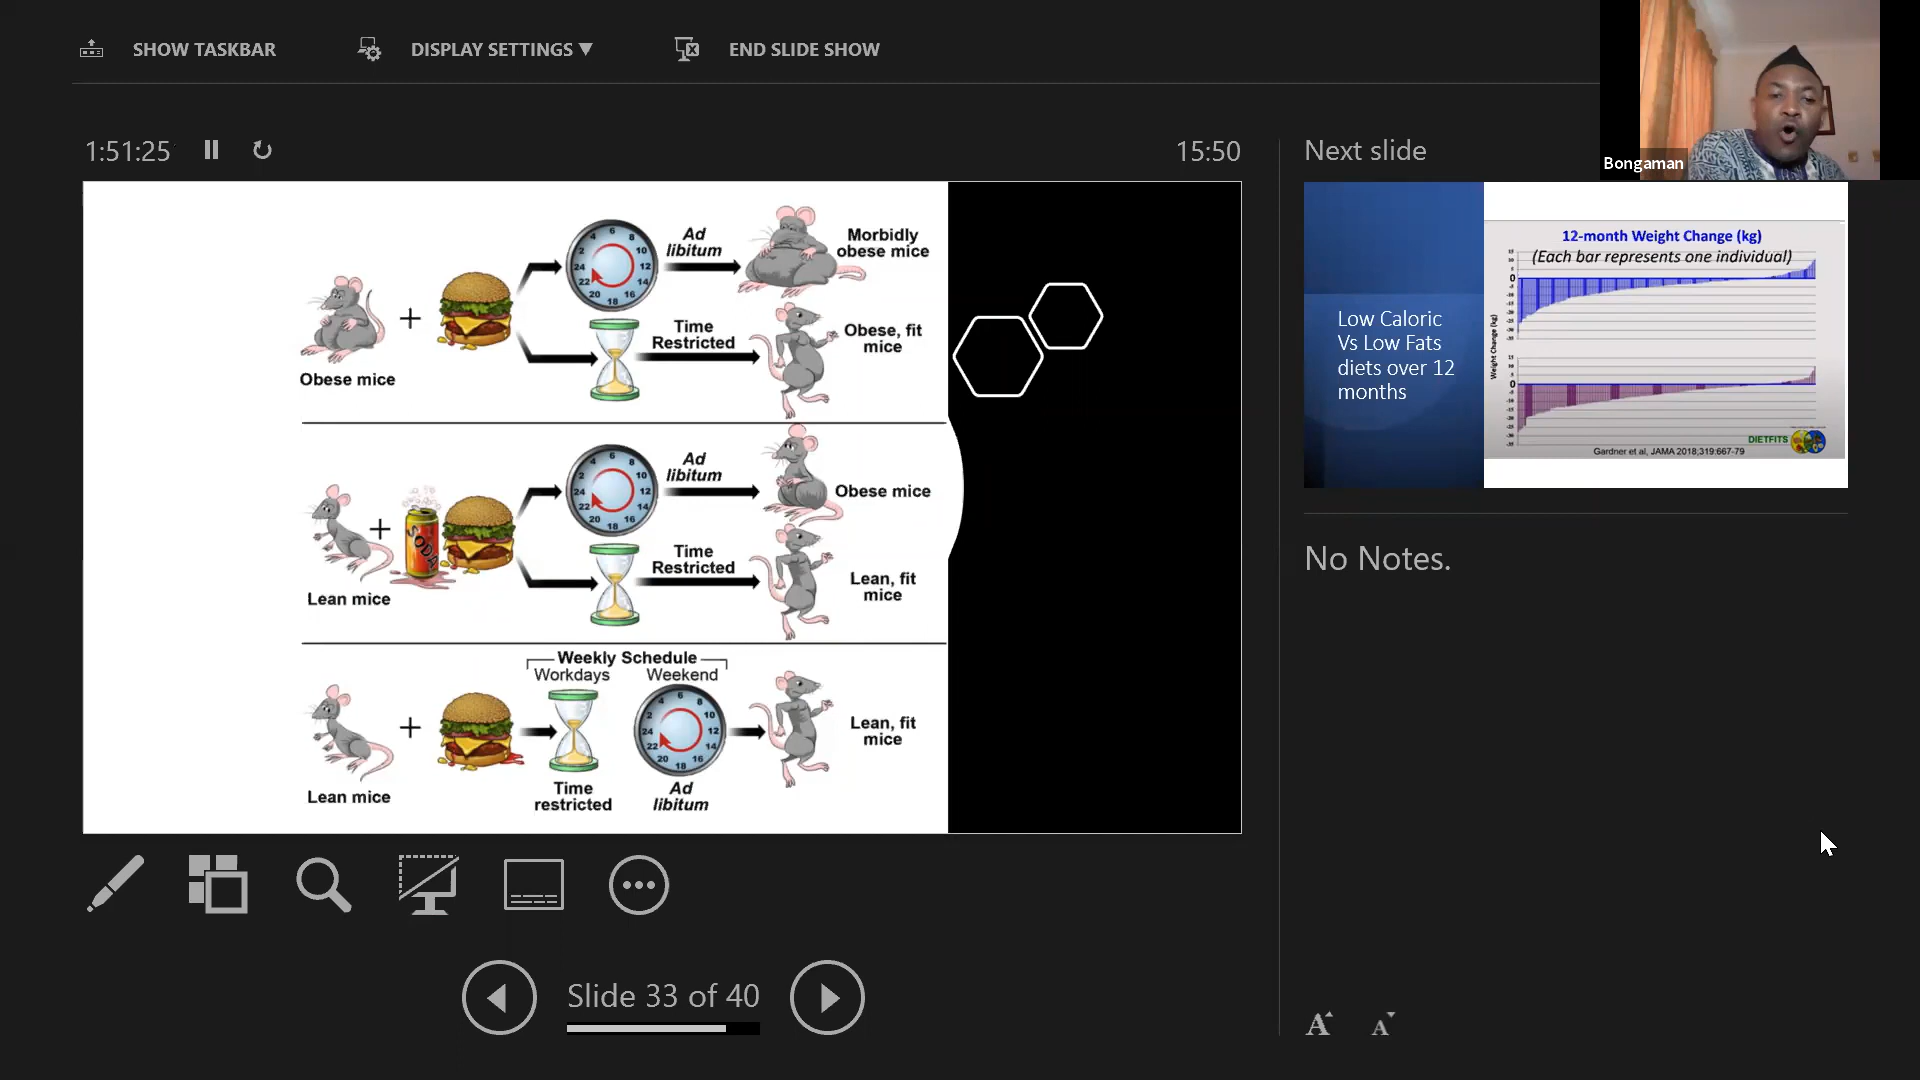 SHOW TASKBAR
DISPLAY SETTINGS ▼
END SLIDE SHOW
Bongaman
1:51:25
15:50
Next slide
Ad
libitum
Morbidly
obese mice
Time
Restricted
Obese, fit
mice
Obese mice
Ad
libitum
Obese mice
SODA
Time
Restricted
Lean, fit
mice
Lean mice
Weekly Schedule
Workdays
Weekend
Lean, fit
mice
Lean mice
Time
restricted
Ad
libitum
Low Caloric
Vs Low Fats
diets over 12
months
12-month Weight Change (kg)
(Each bar represents one individual)
Weight Change (kg)
DIETFITS
Gardner et al, JAMA 2018;319:667-79
No Notes.
Slide 33 of 40
A A